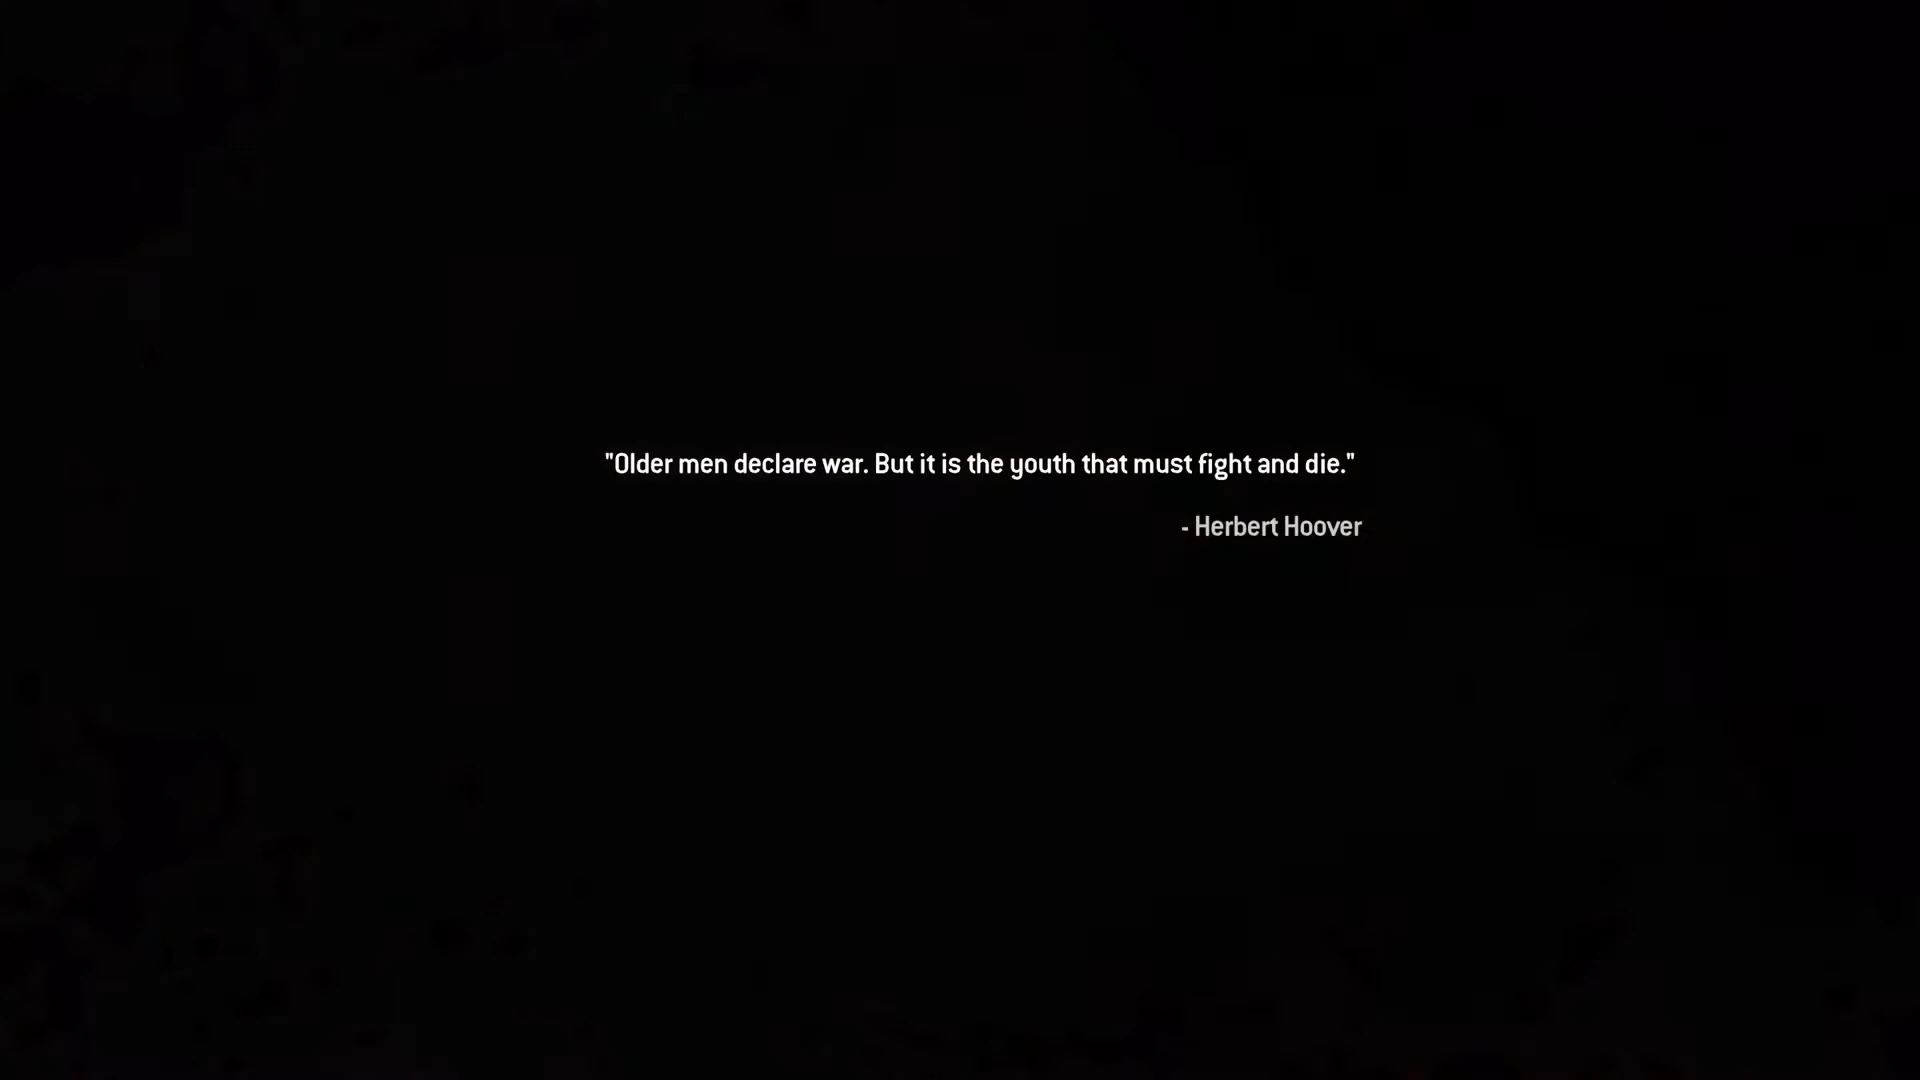 "Older men declare war. But it is the youth that must fight and die."
- Herbert Hoover